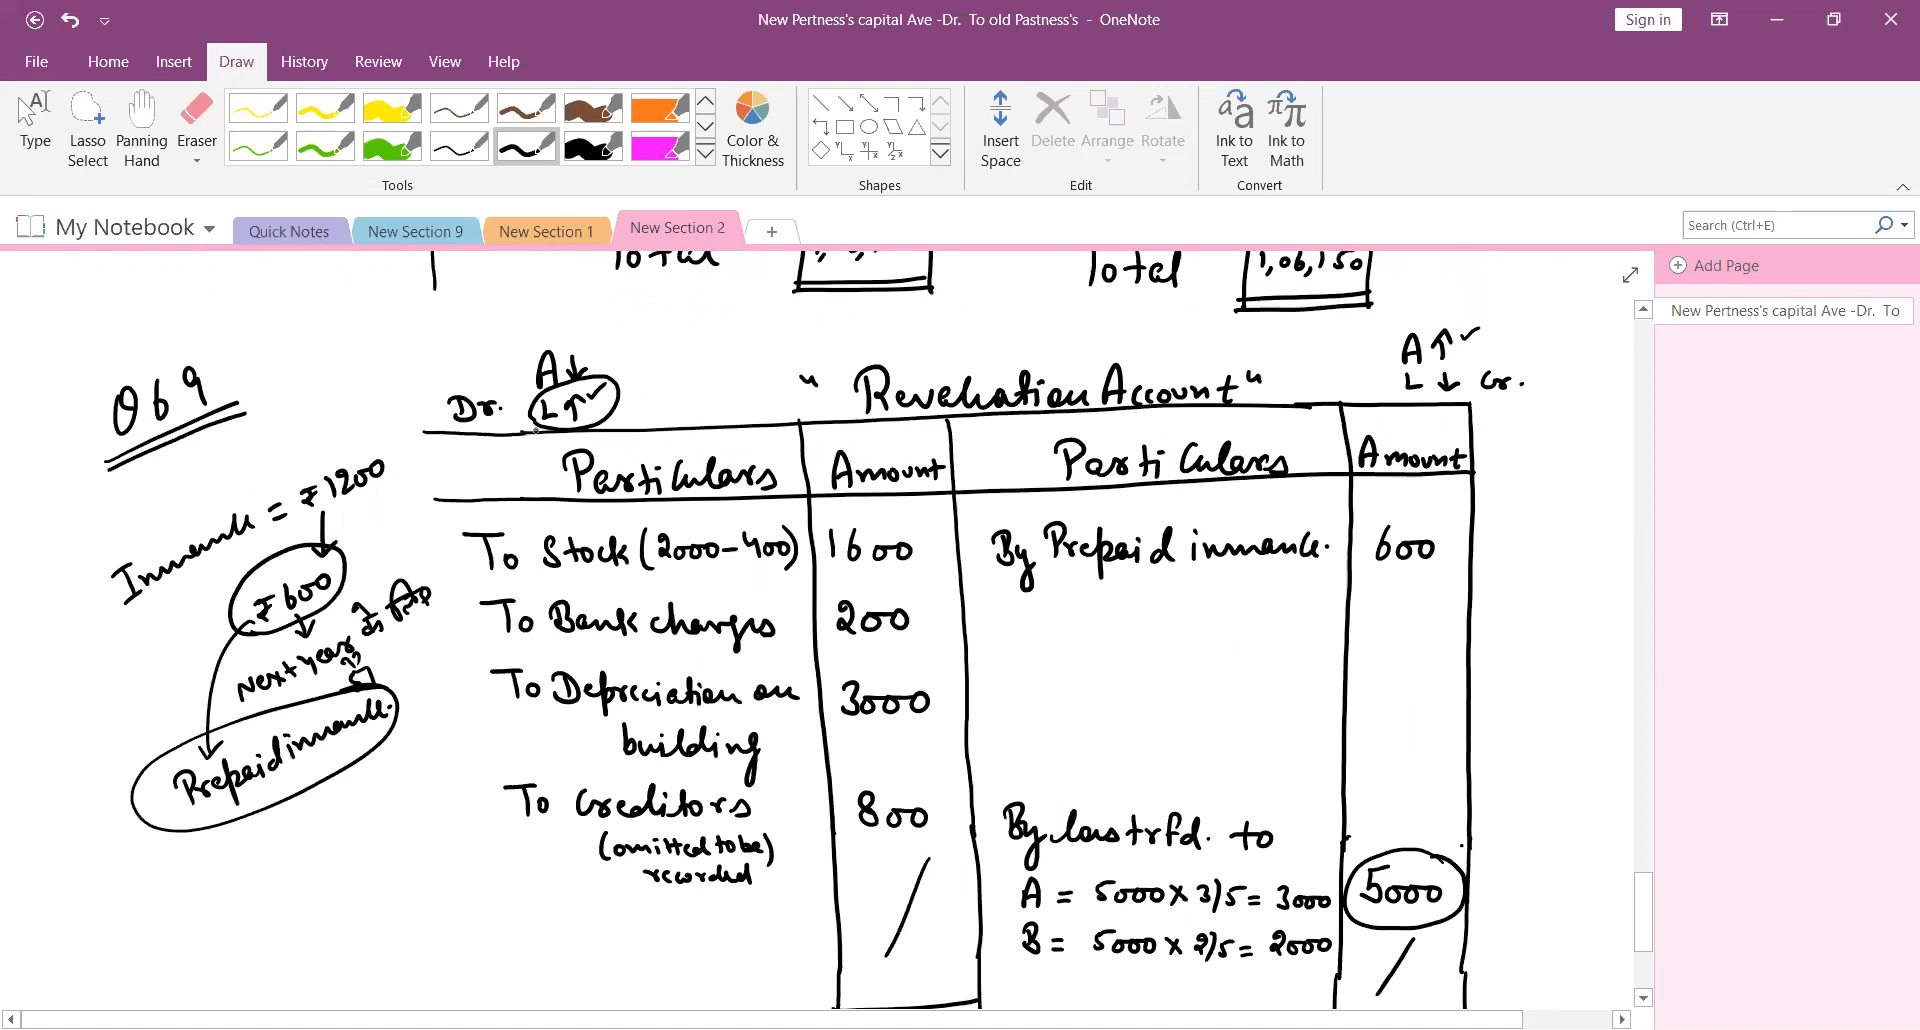 New Pertness's capital Ave -Dr. To old Pastness's - OneNote
Sign in
File Home Insert Draw History Review View Help
Type
Lasso Select
Panning Hand
Eraser
Color & Thickness
Insert Space
Delete
Arrange
Rotate
Ink to Text
Ink to Math
Tools
Shapes
Edit
Convert
My Notebook
Quick Notes
New Section 9
New Section 1
New Section 2
Search (Ctrl+E)
Add Page
New Pertness's capital Ave -Dr. To
Total
Total 1,06,150
Q69
A↓
Dr. L↑✓
"Revaluation Account"
A↑✓
L↓ Cr.
Particulars Amount Particulars Amount
To Stock (2000-400) 1600 By Prepaid insurance. 600
To Bank charges 200
To Depreciation on 3000
building
To Creditors 800
(omitted to be)
recorded
By loss trfd. to
A = 5000 x 3/5 = 3000 5000
B = 5000 x 2/5 = 2000
Insurance = ₹1200
₹600
Next year
Prepaid insurance.